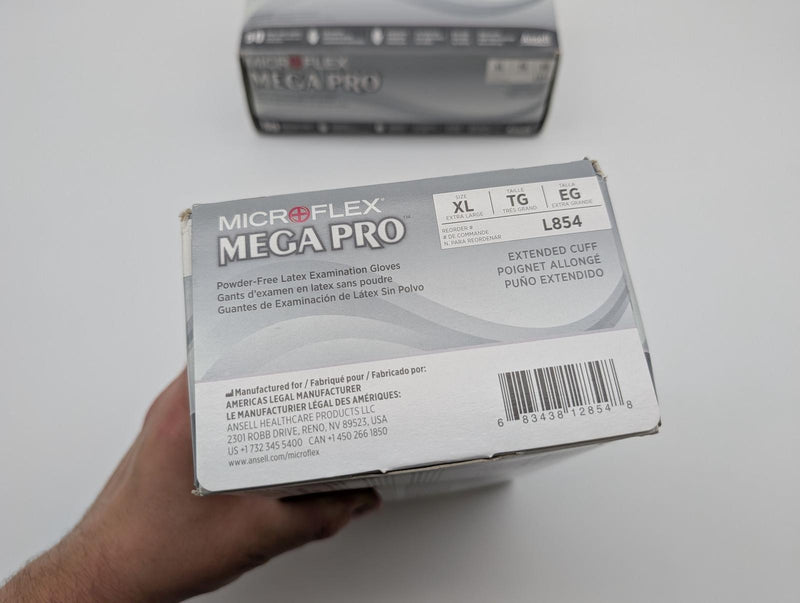 MICROFLEX
MEGA PRO
MICROFLEX®
MEGA PRO™
Powder-Free Latex Examination Gloves
Gants d'examen en latex sans poudre
Guantes de Examinación de Látex Sin Polvo
SIZE XL EXTRA LARGE
TAILLE TG TRÈS GRAND
TALLA EG EXTRA GRANDE
REORDER #
# DE COMMANDE
N. PARA REORDENAR
L854
EXTENDED CUFF
POIGNET ALLONGÉ
PUÑO EXTENDIDO
Manufactured for / Fabriqué pour / Fabricado por:
AMERICAS LEGAL MANUFACTURER
LE MANUFACTURIER LÉGAL DES AMÉRIQUES:
ANSELL HEALTHCARE PRODUCTS LLC
2301 ROBB DRIVE, RENO, NV 89523, USA
US +1 732 345 5400 CAN +1 450 266 1850
www.ansell.com/microflex
6 83438 12854 8